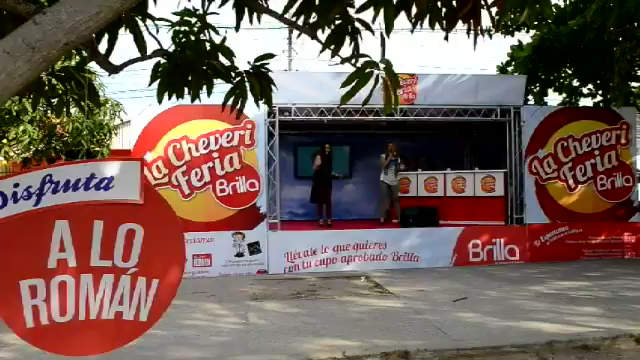 La Cheveri
Feria
Brilla
La Cheveri
Feria
Brilla
Disfruta
A LO
ROMÁN
Llévate lo que quieres
con tu cupo aprobado Brilla
Brilla